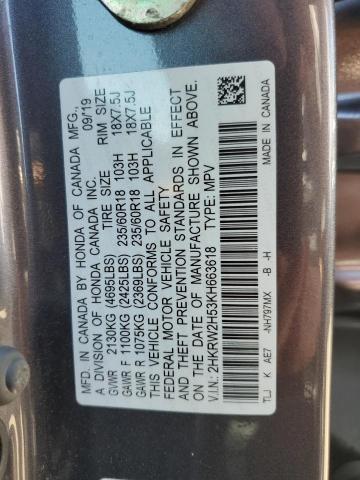 MFD. IN CANADA BY HONDA OF CANADA MFG.,
A DIVISION OF HONDA CANADA INC. 09/19
GVWR 2130KG (4695LBS) TIRE SIZE RIM SIZE
GAWR F 1100KG (2425LBS) 235/60R18 103H 18X7.5J
GAWR R 1075KG (2369LBS) 235/60R18 103H 18X7.5J
THIS VEHICLE CONFORMS TO ALL APPLICABLE
FEDERAL MOTOR VEHICLE SAFETY
AND THEFT PREVENTION STANDARDS IN EFFECT
ON THE DATE OF MANUFACTURE SHOWN ABOVE.
V.I.N: 2HKRW2H53KH663618 TYPE: MPV
TLJ K AE7 -NH797MX -B -H
MADE IN CANADA